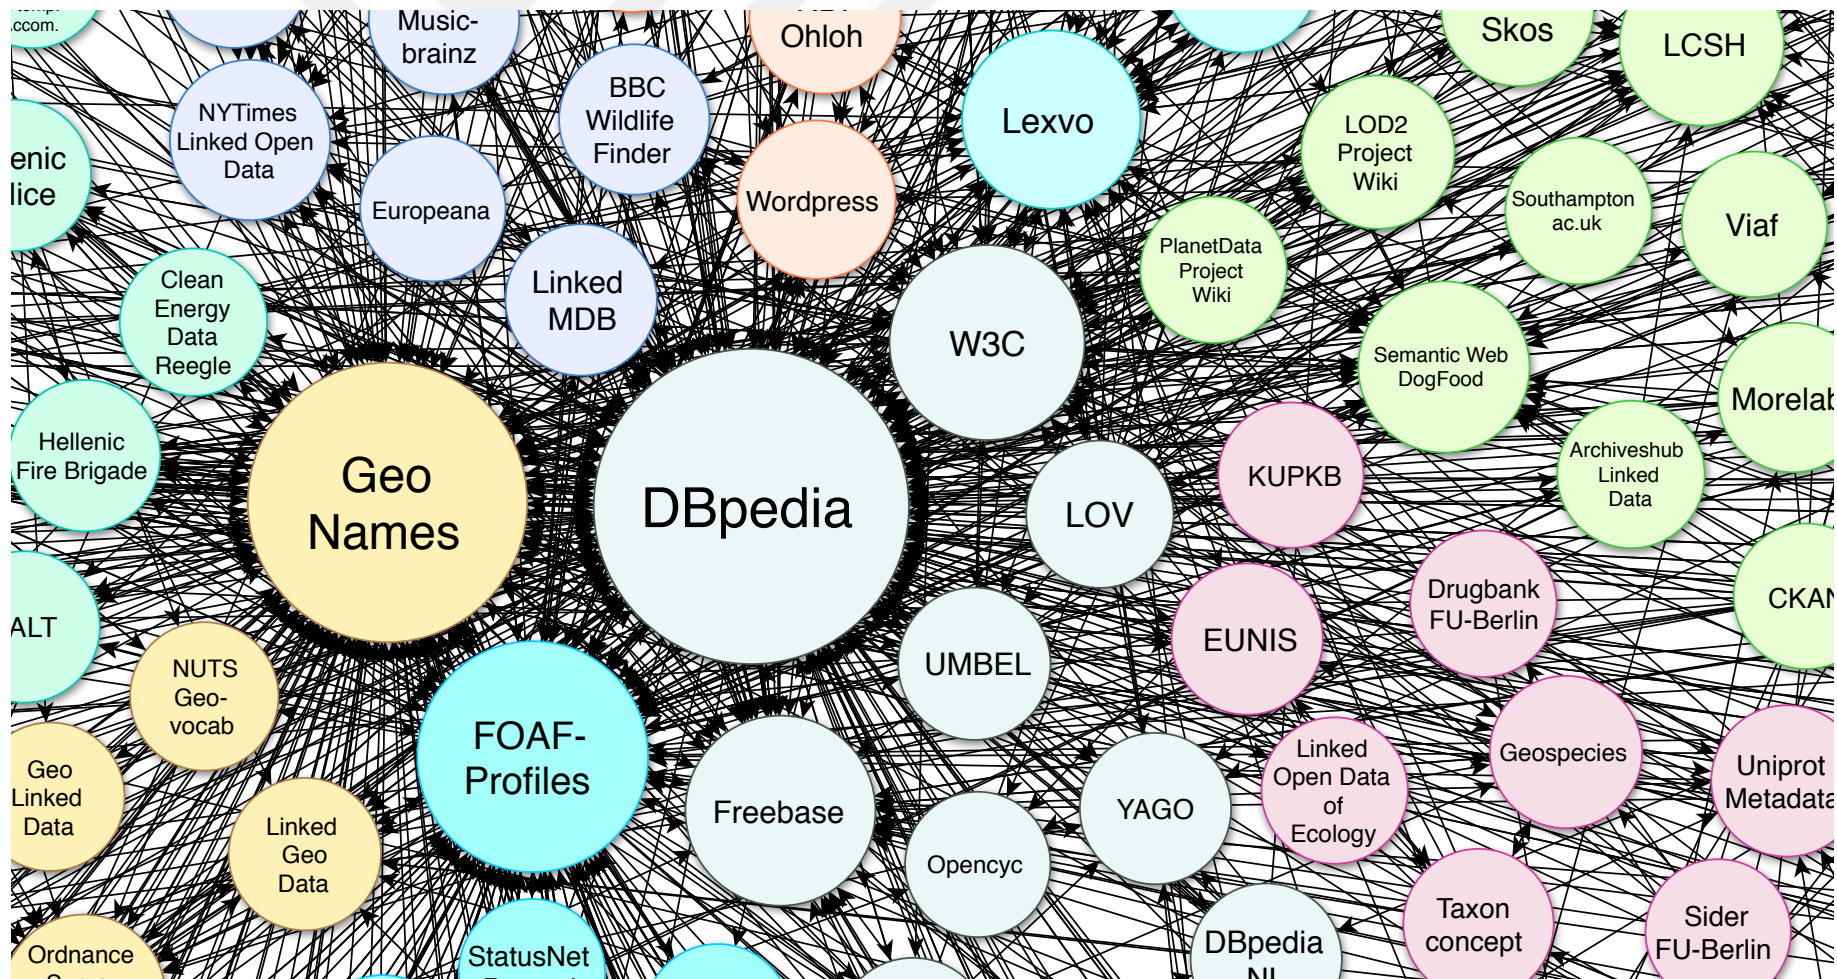 ccom.
Music-
brainz
Ohloh
Skos
LCSH
NYTimes
Linked Open
Data
BBC
Wildlife
Finder
Lexvo
LOD2
Project
Wiki
enic
lice
Europeana
Wordpress
Southampton
ac.uk
Viaf
PlanetData
Project
Wiki
Clean
Energy
Data
Reegle
Linked
MDB
W3C
Semantic Web
DogFood
Morelab
Hellenic
Fire Brigade
Geo
Names
DBpedia
LOV
KUPKB
Archiveshub
Linked
Data
ALT
Drugbank
FU-Berlin
CKAN
EUNIS
UMBEL
NUTS
Geo-
vocab
FOAF-
Profiles
Geo
Linked
Data
Freebase
YAGO
Linked
Open Data
of
Ecology
Geospecies
Uniprot
Metadata
Linked
Geo
Data
Opencyc
Taxon
concept
Sider
FU-Berlin
Ordnance
StatusNet
DBpedia
NL